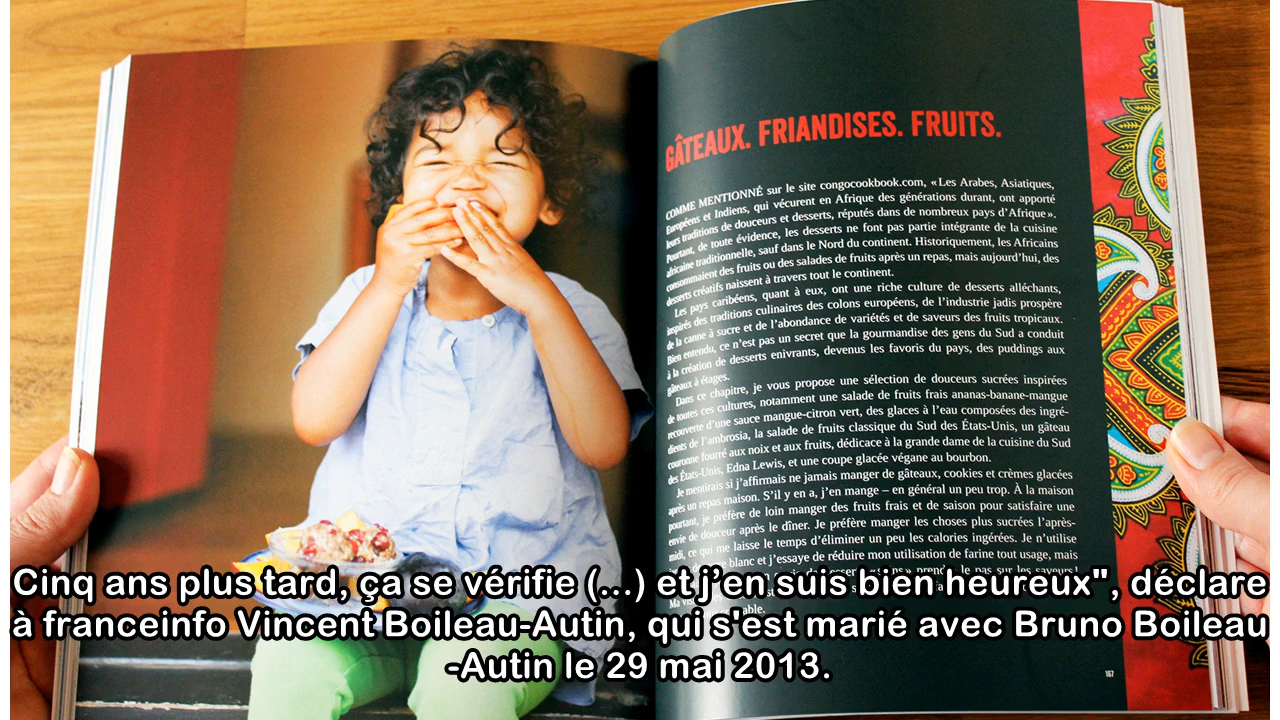 GÂTEAUX. FRIANDISES. FRUITS.
COMME MENTIONNÉ sur le site congocookbook.com, «Les Arabes, Asiatiques,
Européens et Indiens, qui vécurent en Afrique des générations durant, ont apporté
leurs traditions de douceurs et desserts, réputés dans de nombreux pays d’Afrique».
Pourtant, de toute évidence, les desserts ne font pas partie intégrante de la cuisine
africaine traditionnelle, sauf dans le Nord du continent. Historiquement, les Africains
consommaient des fruits ou des salades de fruits après un repas, mais aujourd’hui, des
desserts créatifs naissent à travers tout le continent.
Les pays caribéens, quant à eux, ont une riche culture de desserts alléchants,
inspirés des traditions culinaires des colons européens, de l’industrie jadis prospère
de la canne à sucre et de l’abondance de variétés et de saveurs des fruits tropicaux.
Bien entendu, ce n’est pas un secret que la gourmandise des gens du Sud a conduit
à la création de desserts enivrants, devenus les favoris du pays, des puddings aux
gâteaux à étages.
Dans ce chapitre, je vous propose une sélection de douceurs sucrées inspirées
de toutes ces cultures, notamment une salade de fruits frais ananas-banane-mangue
recouverte d’une sauce mangue-citron vert, des glaces à l’eau composées des ingré-
dients de l’ambrosia, la salade de fruits classique du Sud des États-Unis, un gâteau
couronne fourré aux noix et aux fruits, dédicace à la grande dame de la cuisine du Sud
des États-Unis, Edna Lewis, et une coupe glacée végane au bourbon.
Je mentirais si j’affirmais ne jamais manger de gâteaux, cookies et crèmes glacées
après un repas maison. S’il y en a, j’en mange – en général un peu trop. À la maison
pourtant, je préfère de loin manger des fruits frais et de saison pour satisfaire une
envie de douceur après le dîner. Je préfère manger les choses plus sucrées l’après-
midi, ce qui me laisse le temps d’éliminer un peu les calories ingérées. Je n’utilise
blanc et j’essaye de réduire mon utilisation de farine tout usage, mais
Cinq ans plus tard, ça se vérifie (...) et j’en suis bien heureux", déclare
à franceinfo Vincent Boileau-Autin, qui s'est marié avec Bruno Boileau
-Autin le 29 mai 2013.
167